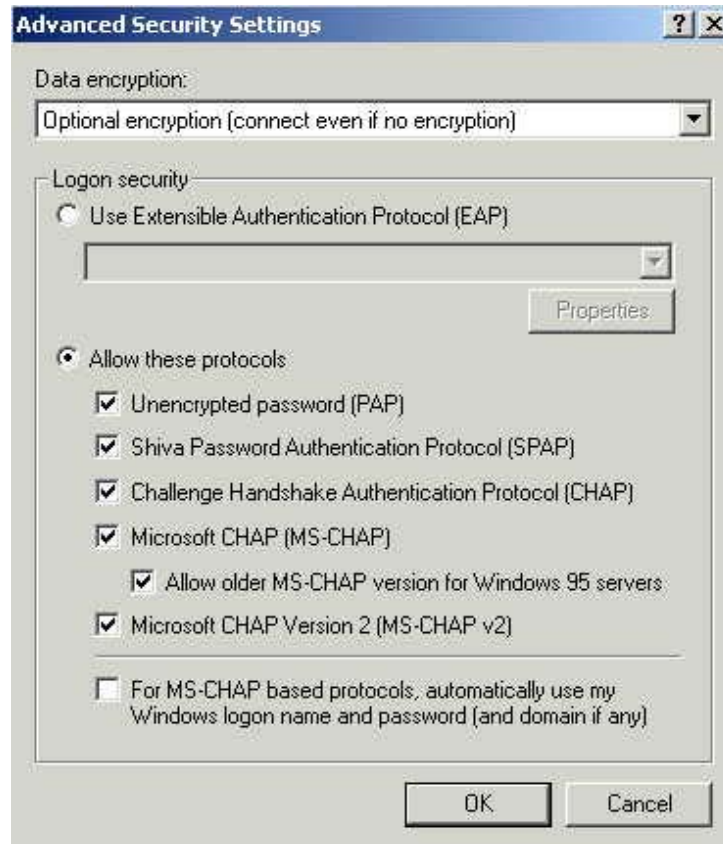 Advanced Security Settings
Data encryption:
Optional encryption (connect even if no encryption)
Logon security
Use Extensible Authentication Protocol (EAP)
Properties
Allow these protocols
Unencrypted password (PAP)
Shiva Password Authentication Protocol (SPAP)
Challenge Handshake Authentication Protocol (CHAP)
Microsoft CHAP (MS-CHAP)
Allow older MS-CHAP version for Windows 95 servers
Microsoft CHAP Version 2 (MS-CHAP v2)
For MS-CHAP based protocols, automatically use my
Windows logon name and password (and domain if any)
OK Cancel